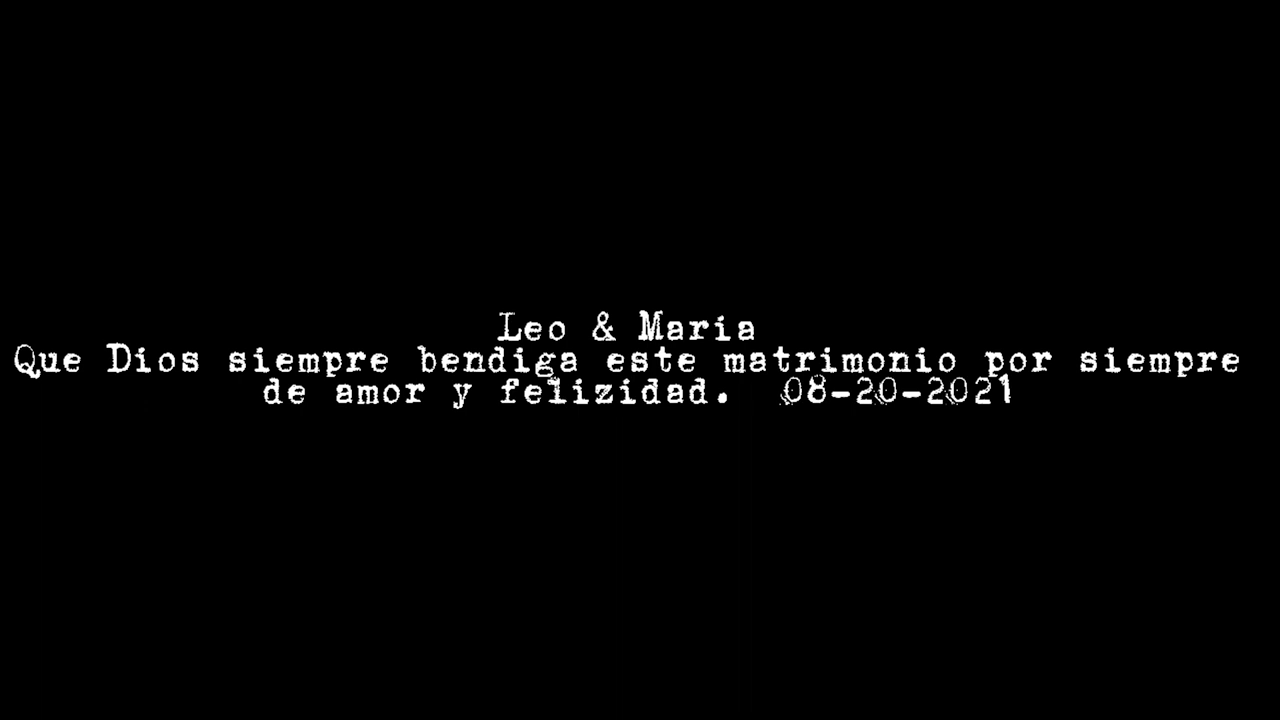 Leo & Maria
Que Dios siempre bendiga este matrimonio por siempre
de amor y felizidad. 08-20-2021